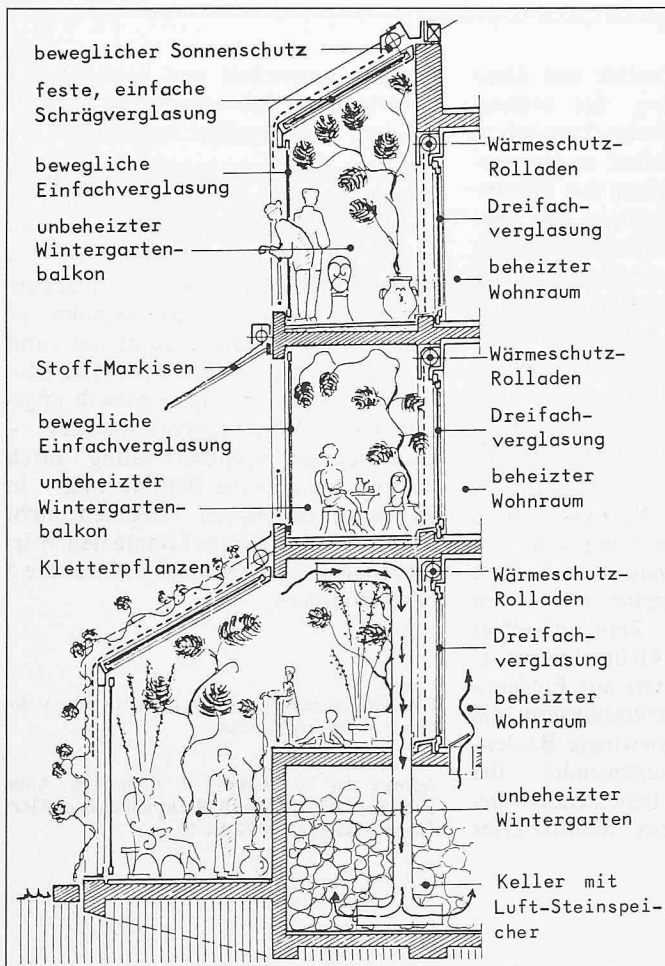 beweglicher Sonnenschutz
feste, einfache
Schrägverglasung
bewegliche
Einfachverglasung
unbeheizter
Wintergarten-
balkon
Wärmeschutz-
Rolladen
Dreifach-
verglasung
beheizter
Wohnraum
Stoff-Markisen
bewegliche
Einfachverglasung
unbeheizter
Wintergarten-
balkon
Kletterpflanzen
Wärmeschutz-
Rolladen
Dreifach-
verglasung
beheizter
Wohnraum
Wärmeschutz-
Rolladen
Dreifach-
verglasung
beheizter
Wohnraum
unbeheizter
Wintergarten
Keller mit
Luft-Steinspei-
cher